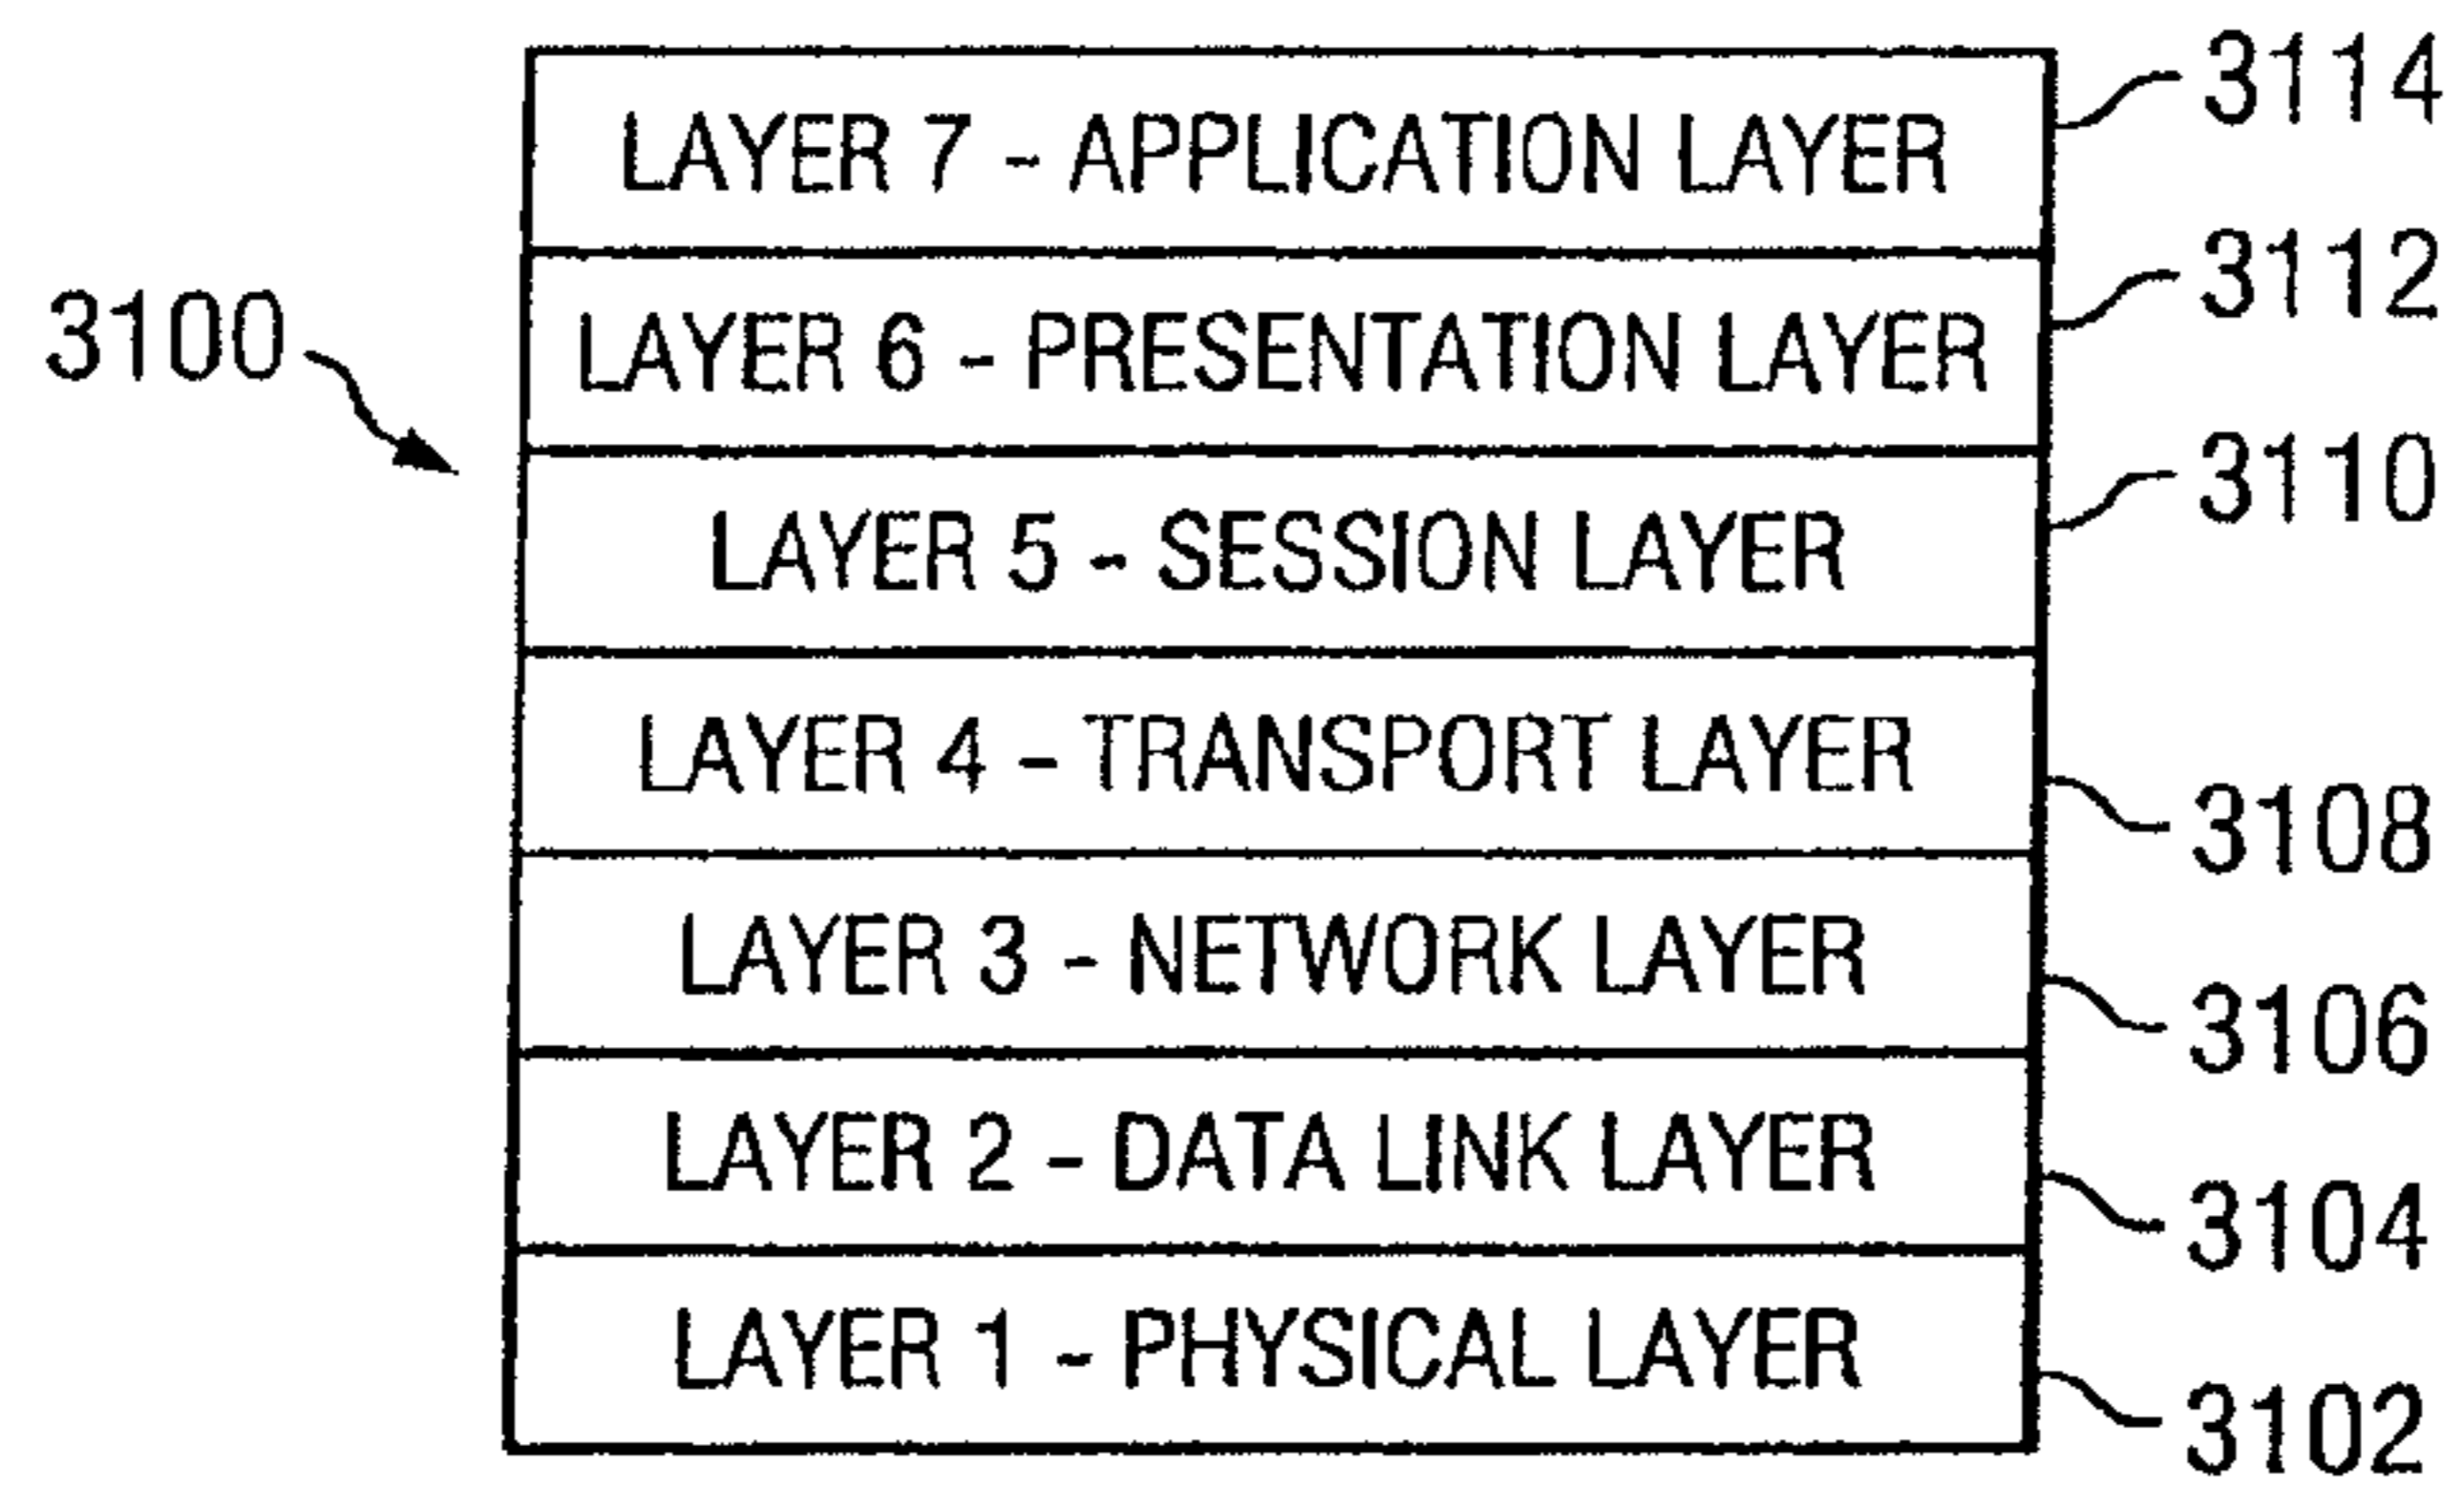 LAYER 7 - APPLICATION LAYER 3114
LAYER 6 - PRESENTATION LAYER 3112
3100
LAYER 5 - SESSION LAYER 3110
LAYER 4 - TRANSPORT LAYER 3108
LAYER 3 - NETWORK LAYER 3106
LAYER 2 - DATA LINK LAYER 3104
LAYER 1 - PHYSICAL LAYER 3102